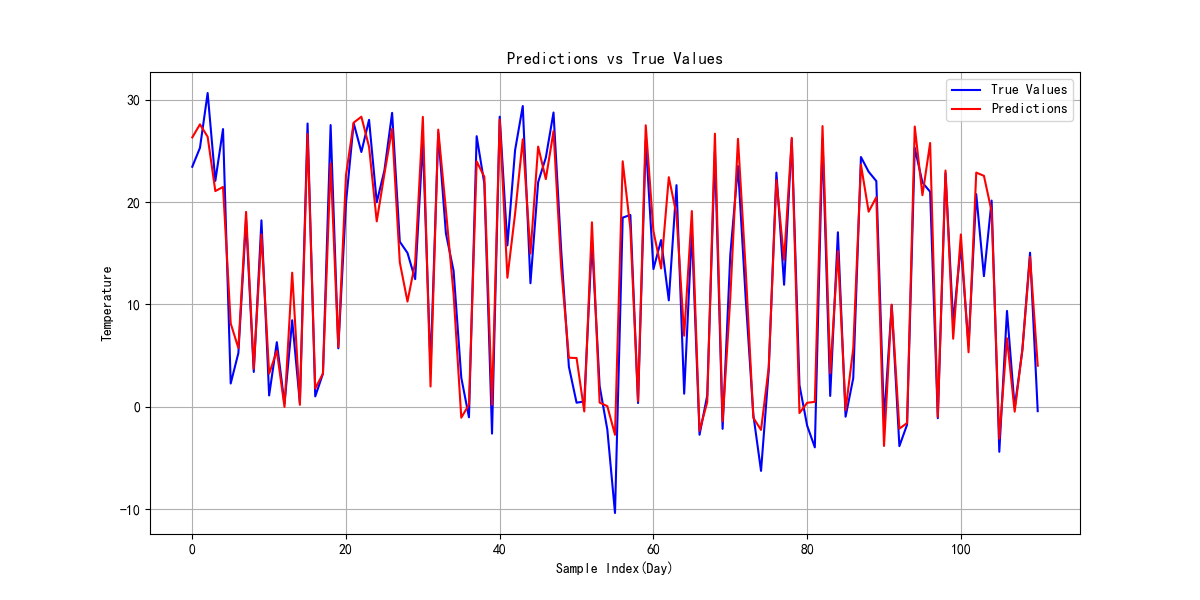 Predictions vs True Values
True Values
Predictions
30
20
10
0
−10
Temperature
0 20 40 60 80 100
Sample Index(Day)